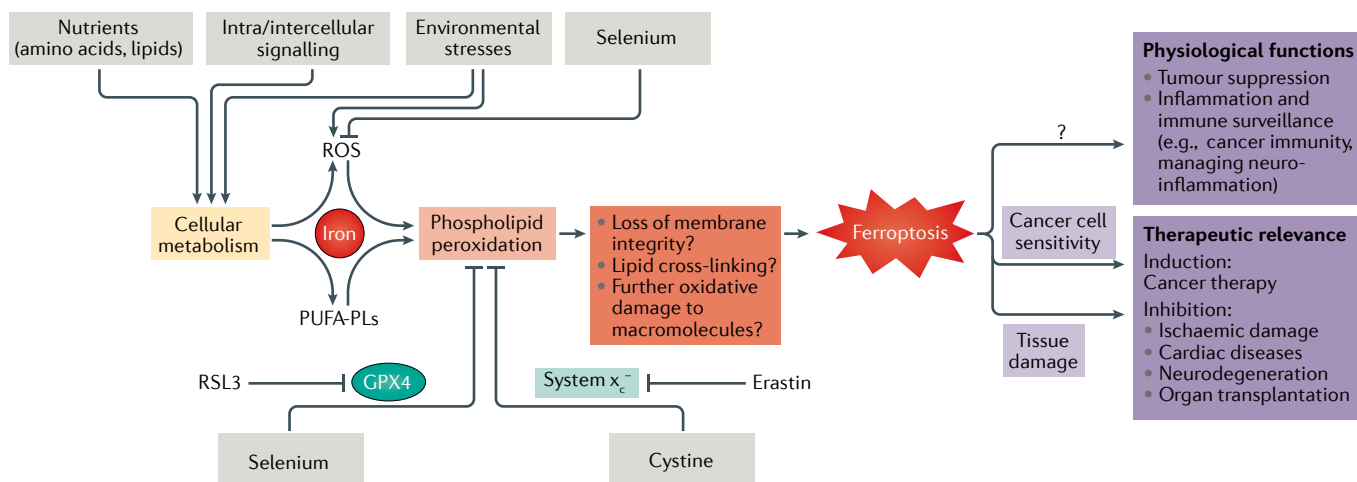 Nutrients
(amino acids, lipids)
Intra/intercellular
signalling
Environmental
stresses
Selenium
ROS
Cellular
metabolism
Iron
PUFA-PLs
Phospholipid
peroxidation
• Loss of membrane
integrity?
• Lipid cross-linking?
• Further oxidative
damage to
macromolecules?
Ferroptosis
?
Cancer cell
sensitivity
Tissue
damage
Physiological functions
• Tumour suppression
• Inflammation and
immune surveillance
(e.g., cancer immunity,
managing neuro-
inflammation)
Therapeutic relevance
Induction:
Cancer therapy
Inhibition:
• Ischaemic damage
• Cardiac diseases
• Neurodegeneration
• Organ transplantation
RSL3
GPX4
System x_c^−
Erastin
Selenium
Cystine